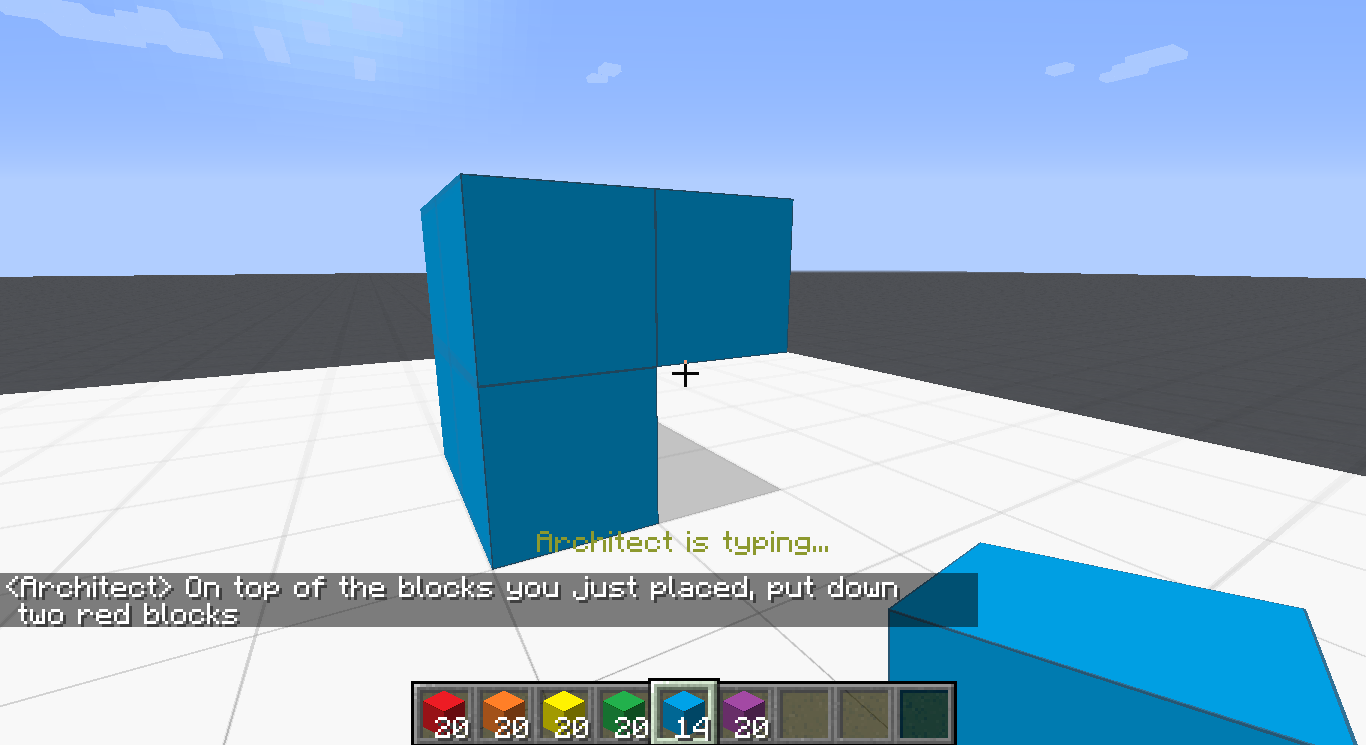 Architect is typing...
<Architect> On top of the blocks you just placed, put down
two red blocks
20 20 20 20 14 20